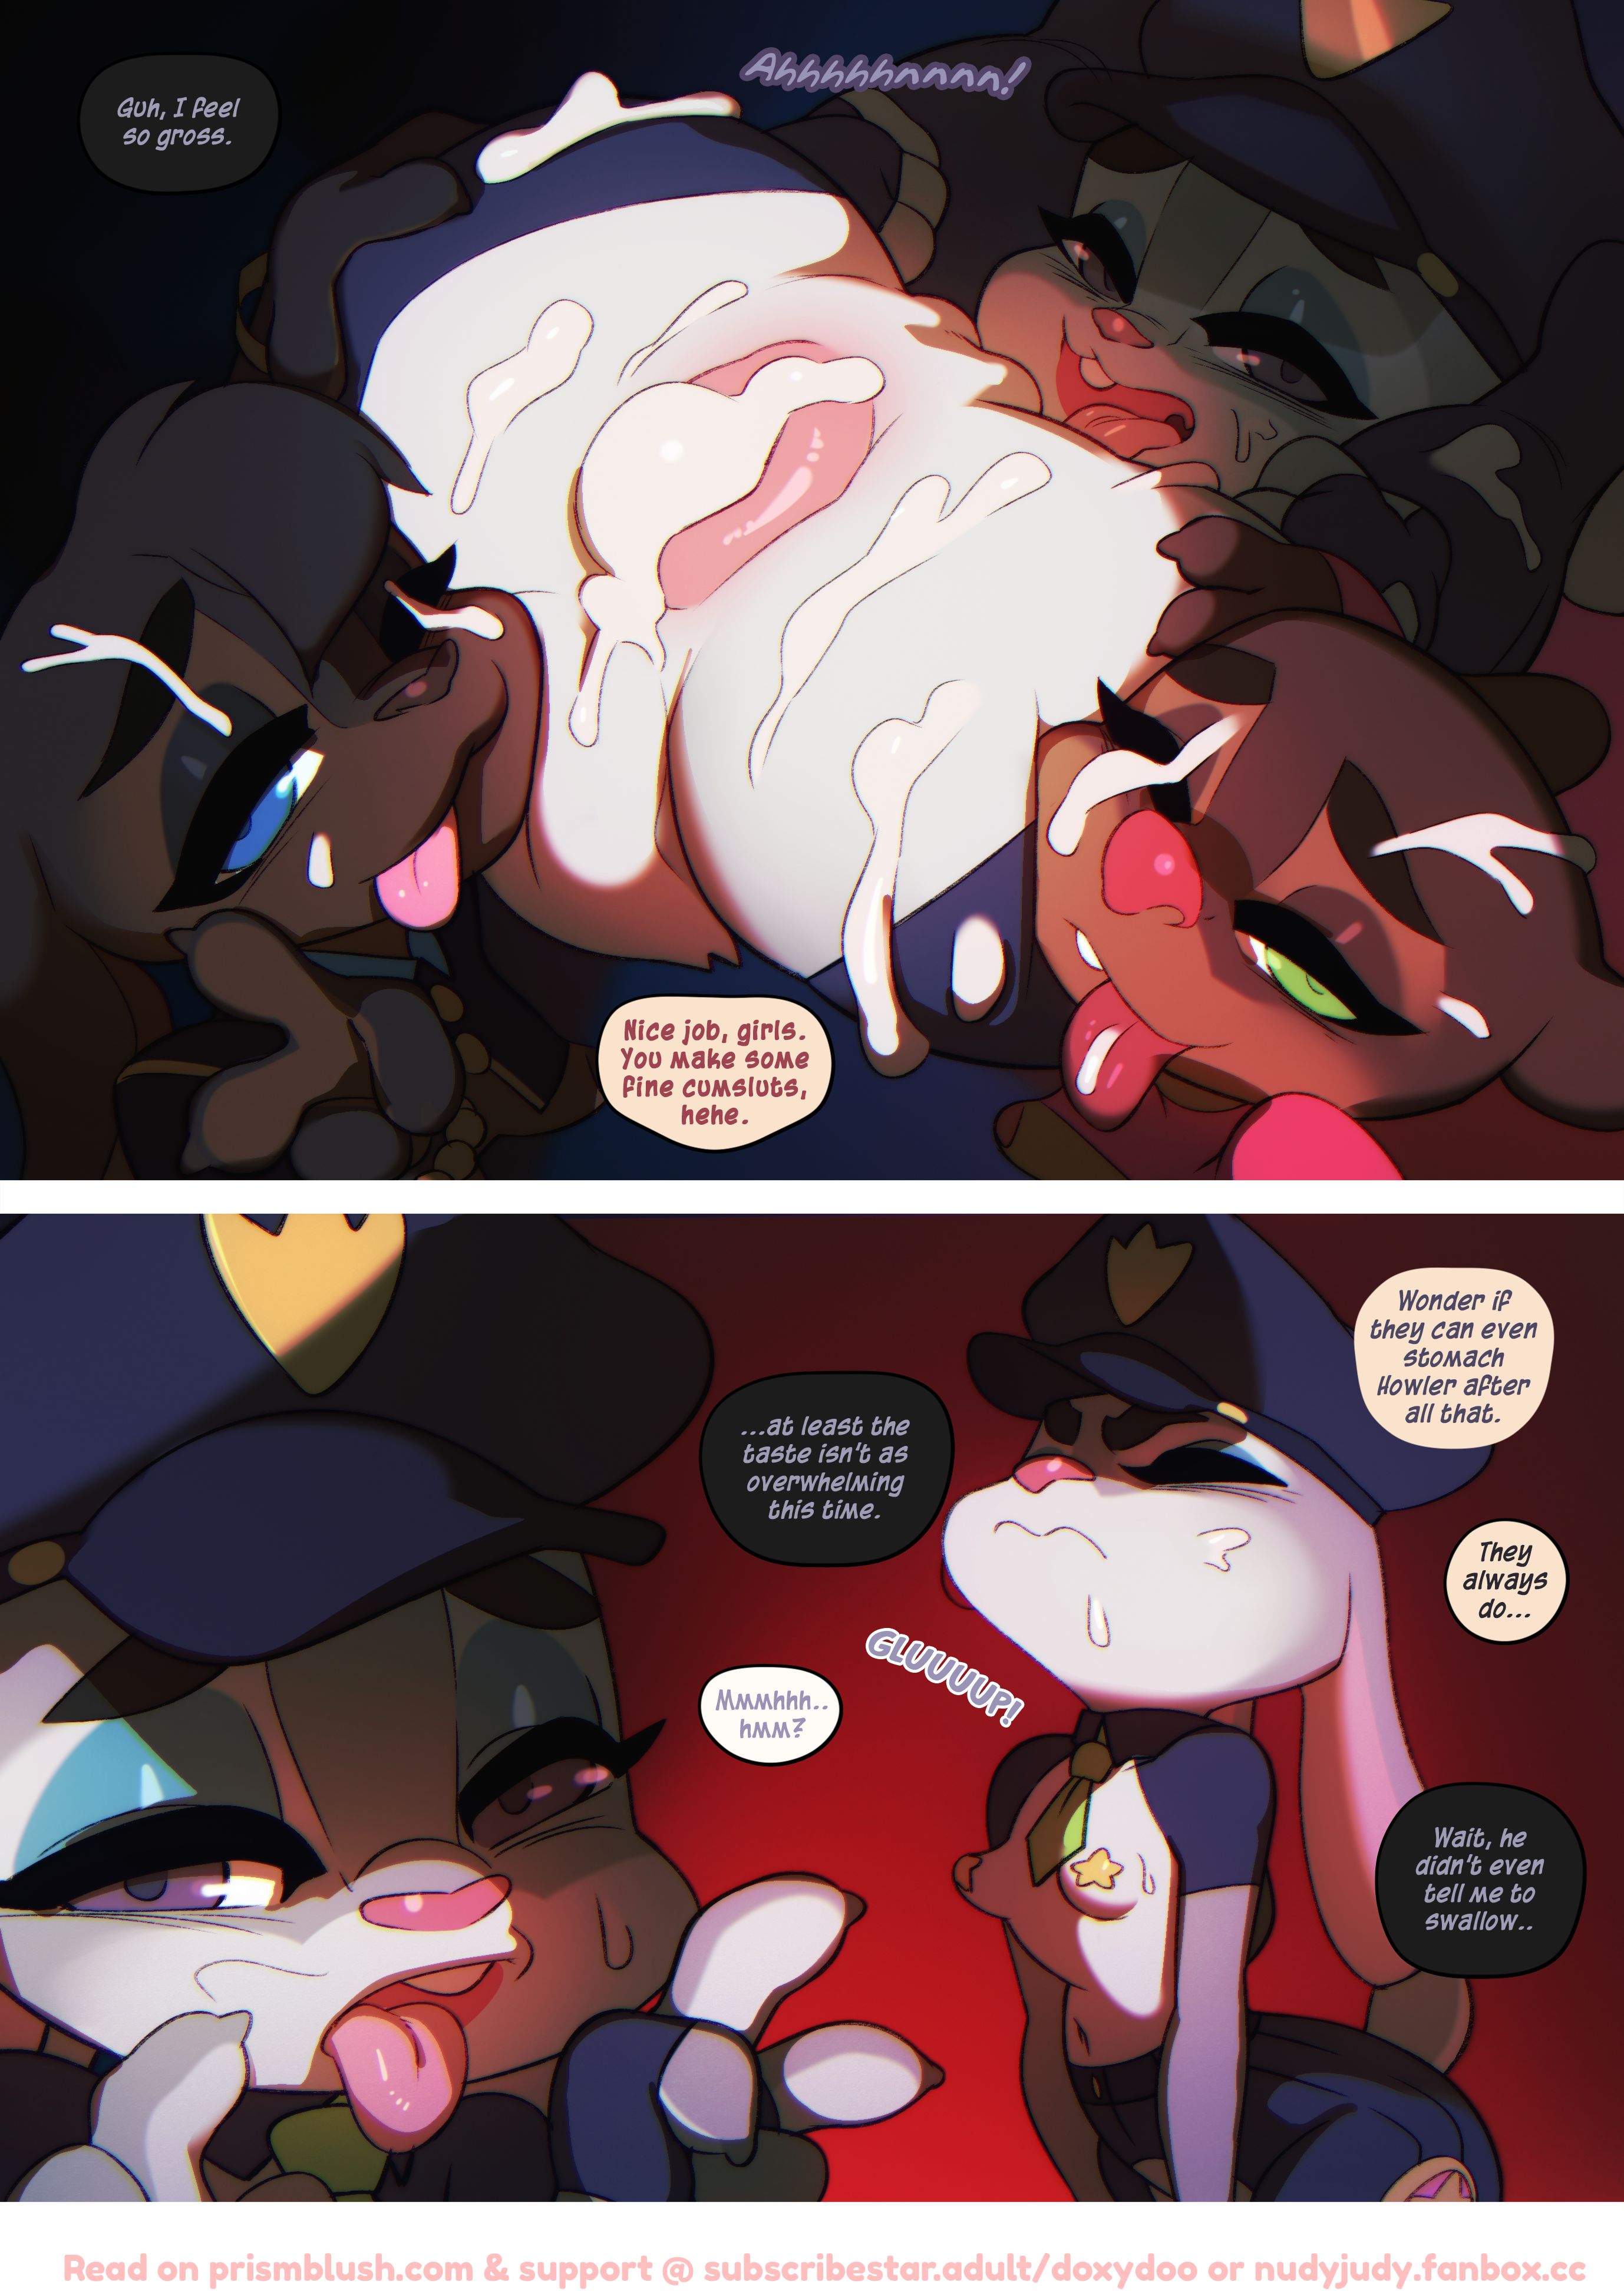 Guh, I feel
so gross.
Ahhhhhnnnn!
Nice job, girls.
You make some
fine cumsluts,
hehe.
Wonder if
they can even
stomach
Howler after
all that.
...at least the
taste isn't as
overwhelming
this time.
They
always
do...
GLUUUUP!
Mmmhhh..
hmm?
Wait, he
didn't even
tell me to
swallow..
Read on prismblush.com & support @ subscribestar.adult/doxydoo or nudyjudy.fanbox.cc